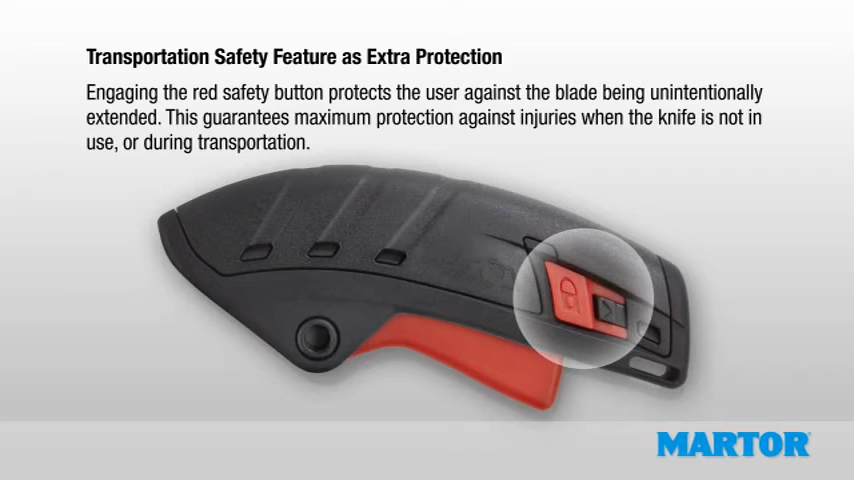 Transportation Safety Feature as Extra Protection
Engaging the red safety button protects the user against the blade being unintentionally
extended. This guarantees maximum protection against injuries when the knife is not in
use, or during transportation.
MARTOR